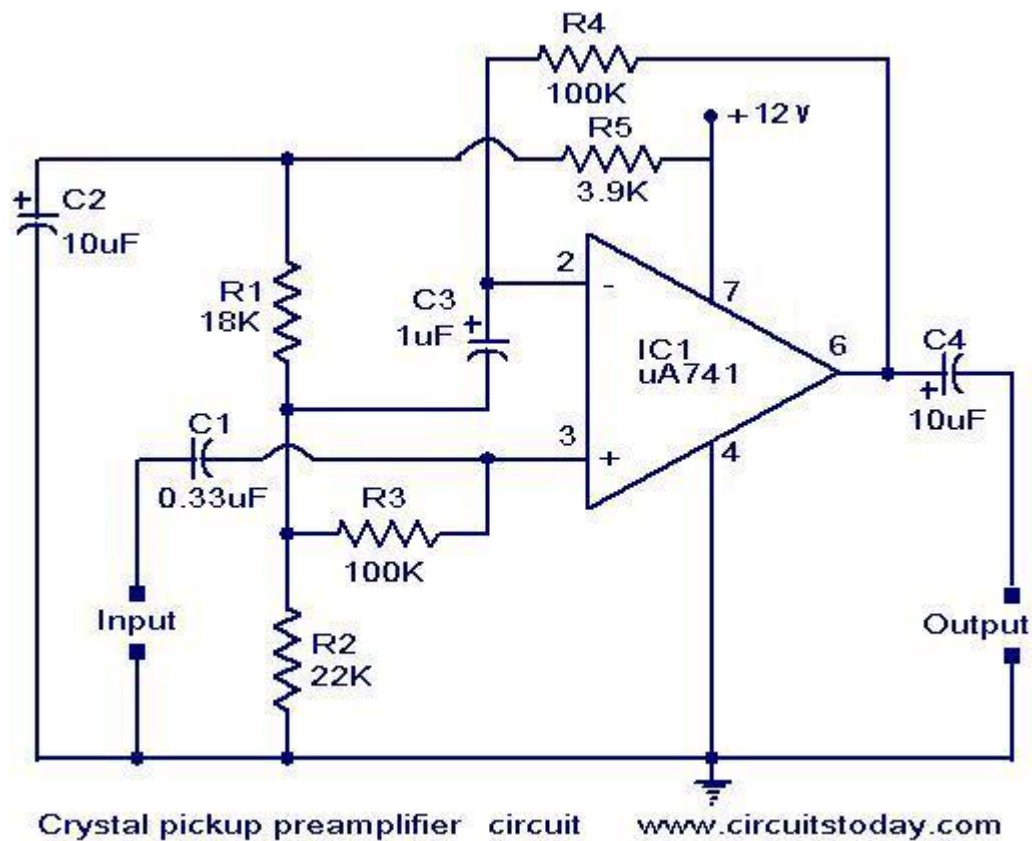 R4
100K
+12V
R5
3.9K
+
C2
10uF
R1
18K
C3
+
1uF
2
-
7
IC1
uA741
6
C4
+
10uF
C1
0.33uF
3
+
4
R3
100K
Input
R2
22K
Output
Crystal pickup preamplifier circuit
www.circuitstoday.com